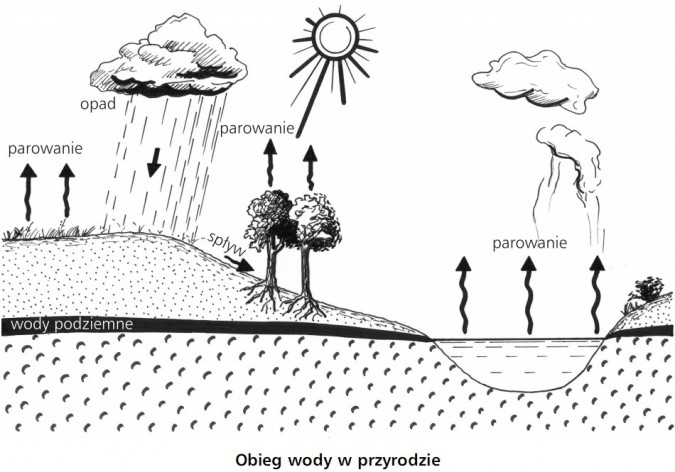 opad
parowanie
parowanie
spływ
parowanie
wody podziemne
Obieg wody w przyrodzie